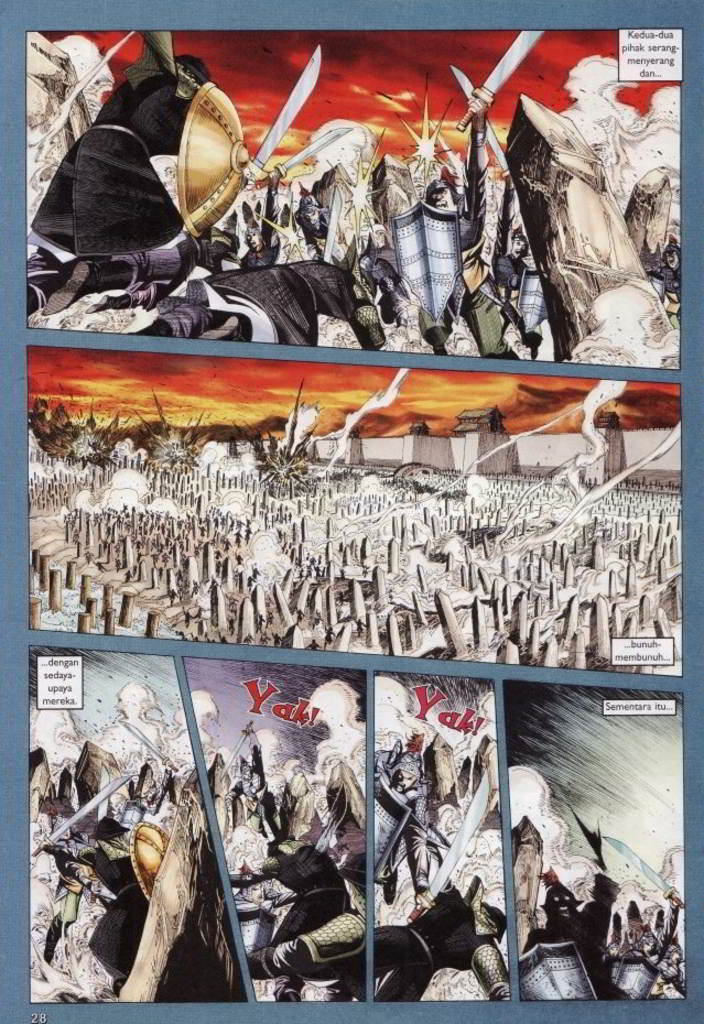 Kedua-dua
pihak serang-
menyerang
dan...
...bunuh-
membunuh...
...dengan
sedaya-
upaya
mereka.
Yak!
Yak!
Sementara itu...
28